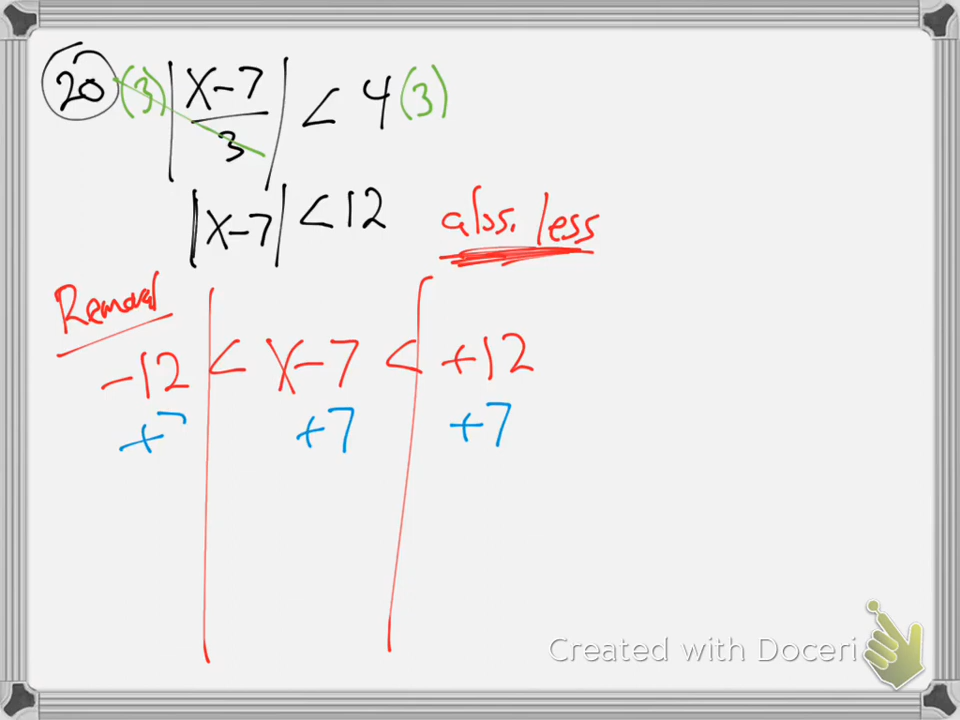 20 (3) |x-7/3| < 4(3)
|x-7| < 12
abs. less
Removal
-12 < x-7 < +12
+7 +7 +7
Created with Doceri